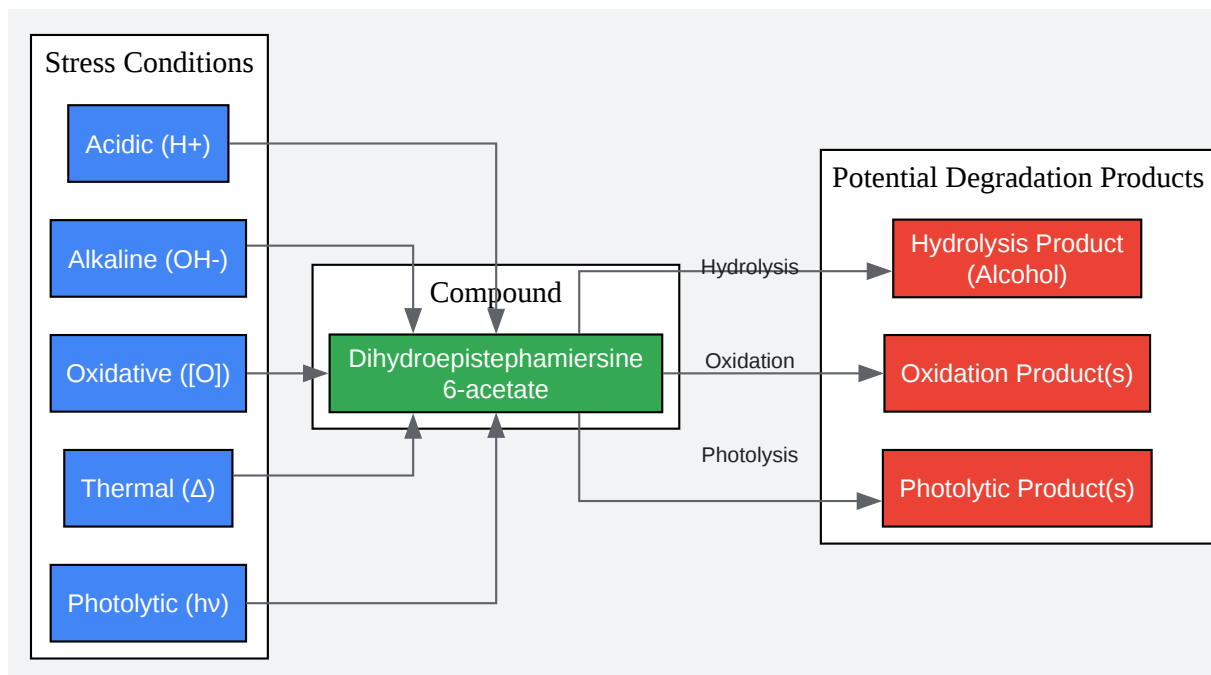 Stress Conditions
Acidic (H+)
Alkaline (OH-)
Oxidative ([O])
Thermal (Δ)
Photolytic (hν)
Compound
Dihydroepistephamiersine
6-acetate
Hydrolysis
Oxidation
Photolysis
Potential Degradation Products
Hydrolysis Product
(Alcohol)
Oxidation Product(s)
Photolytic Product(s)